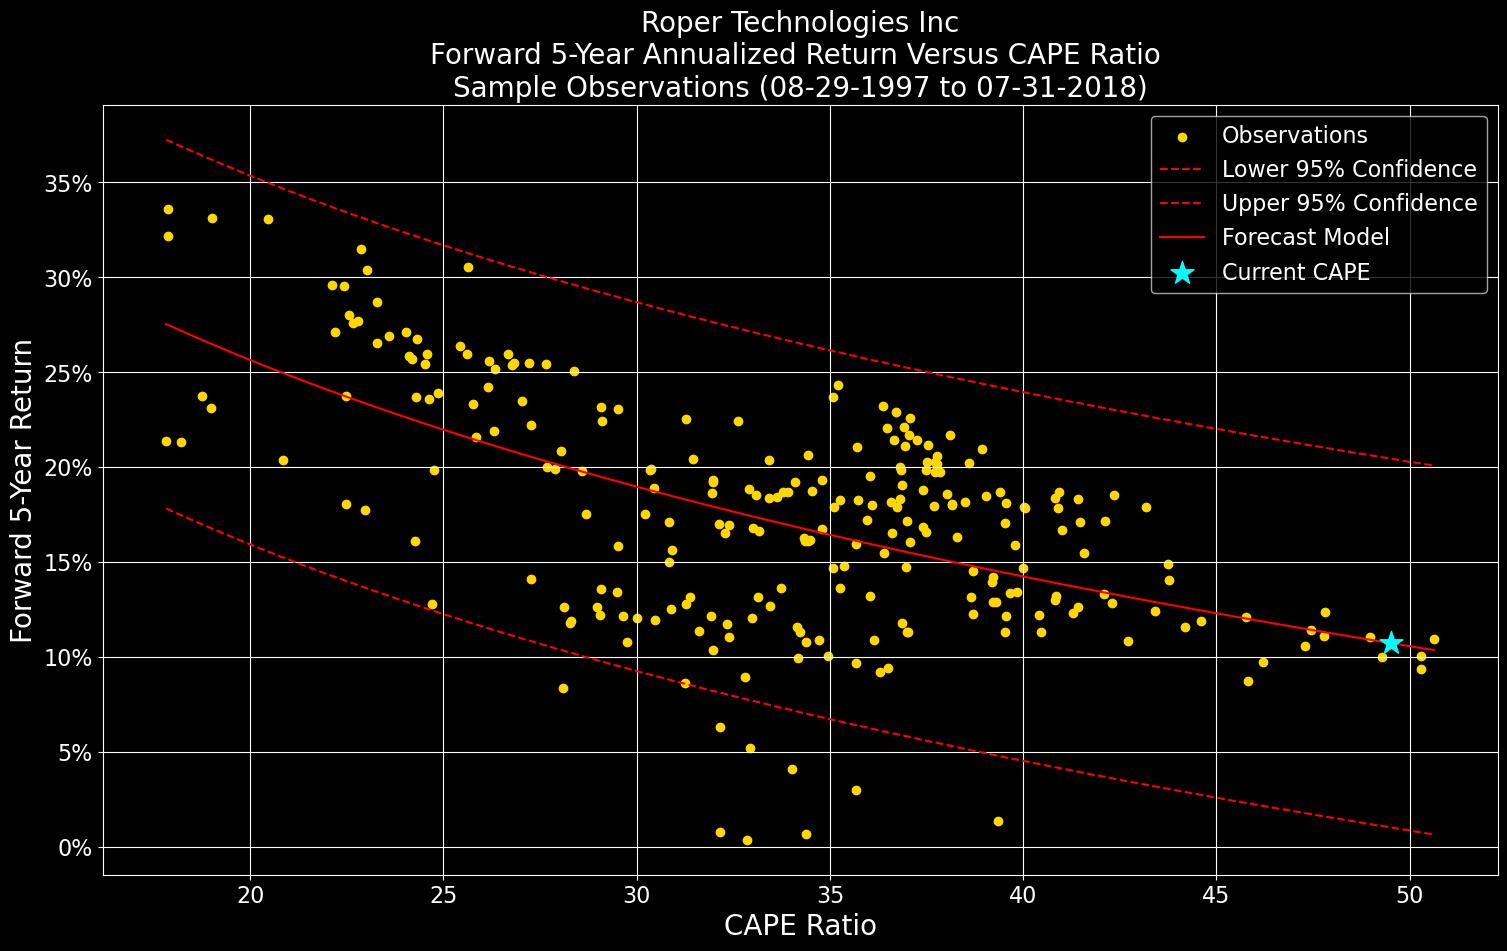 Roper Technologies Inc
Forward 5-Year Annualized Return Versus CAPE Ratio
Sample Observations (08-29-1997 to 07-31-2018)
Observations
Lower 95% Confidence
Upper 95% Confidence
Forecast Model
Current CAPE
Forward 5-Year Return
35%
30%
25%
20%
15%
10%
5%
0%
20 25 30 35 40 45 50
CAPE Ratio